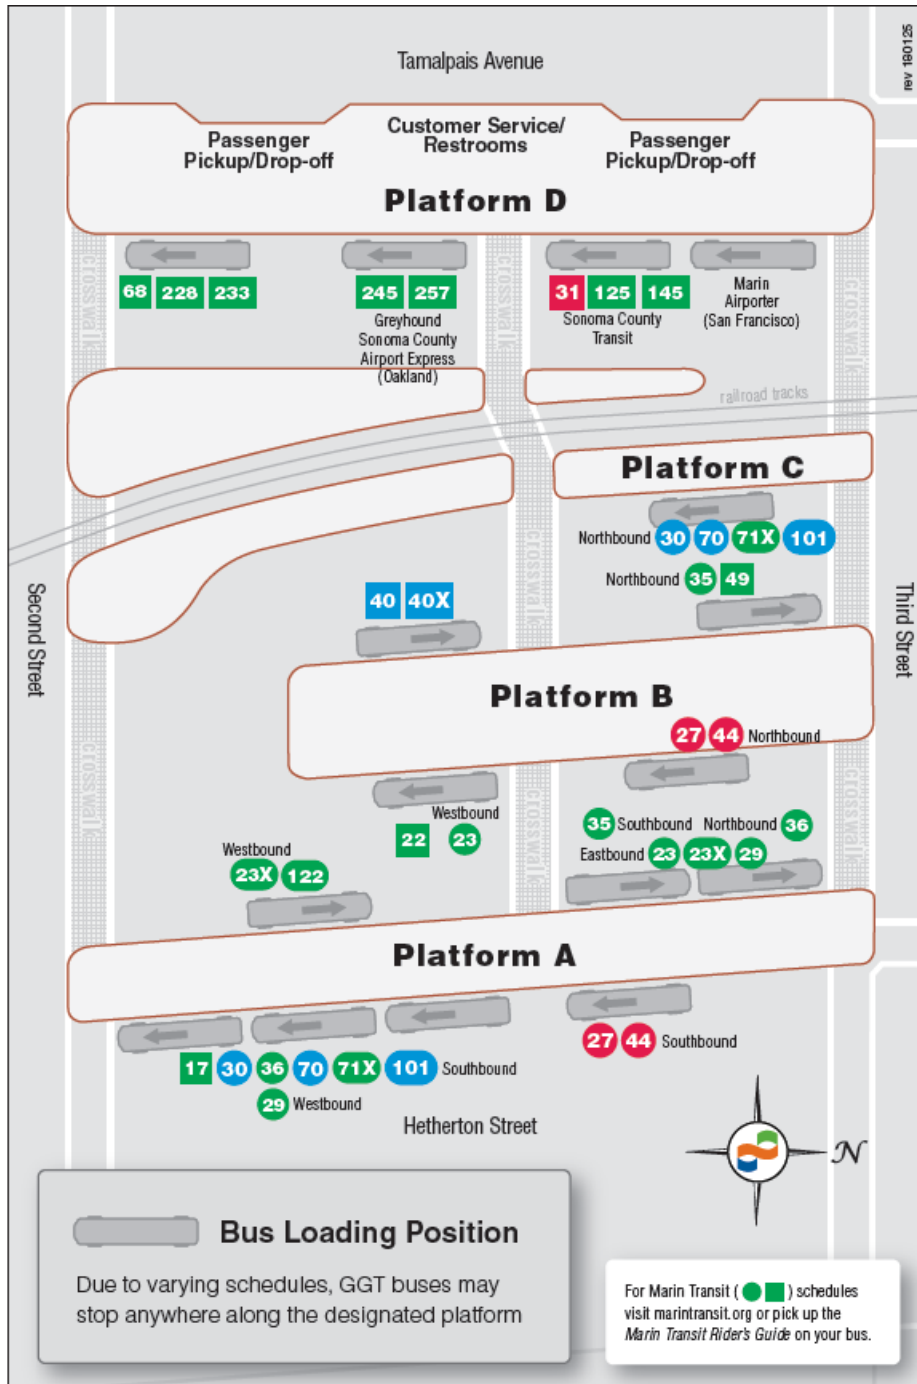 rev 180125
Tamalpais Avenue
Passenger
Pickup/Drop-off
Customer Service/
Restrooms
Passenger
Pickup/Drop-off
Platform D
crosswalk
crosswalk
crosswalk
68 228 233
245 257
Greyhound
Sonoma County
Airport Express
(Oakland)
31 125 145
Sonoma County
Transit
Marin
Airporter
(San Francisco)
railroad tracks
Platform C
Northbound 30 70 71X 101
Northbound 35 49
40 40X
crosswalk
Second Street
Third Street
Platform B
27 44 Northbound
crosswalk
crosswalk
crosswalk
Westbound
22 23
35 Southbound Northbound 36
Eastbound 23 23X 29
Westbound
23X 122
Platform A
17 30 36 70 71X 101 Southbound
29 Westbound
27 44 Southbound
Hetherton Street
N
Bus Loading Position
Due to varying schedules, GGT buses may
stop anywhere along the designated platform
For Marin Transit ( ) schedules
visit marintransit.org or pick up the
Marin Transit Rider's Guide on your bus.